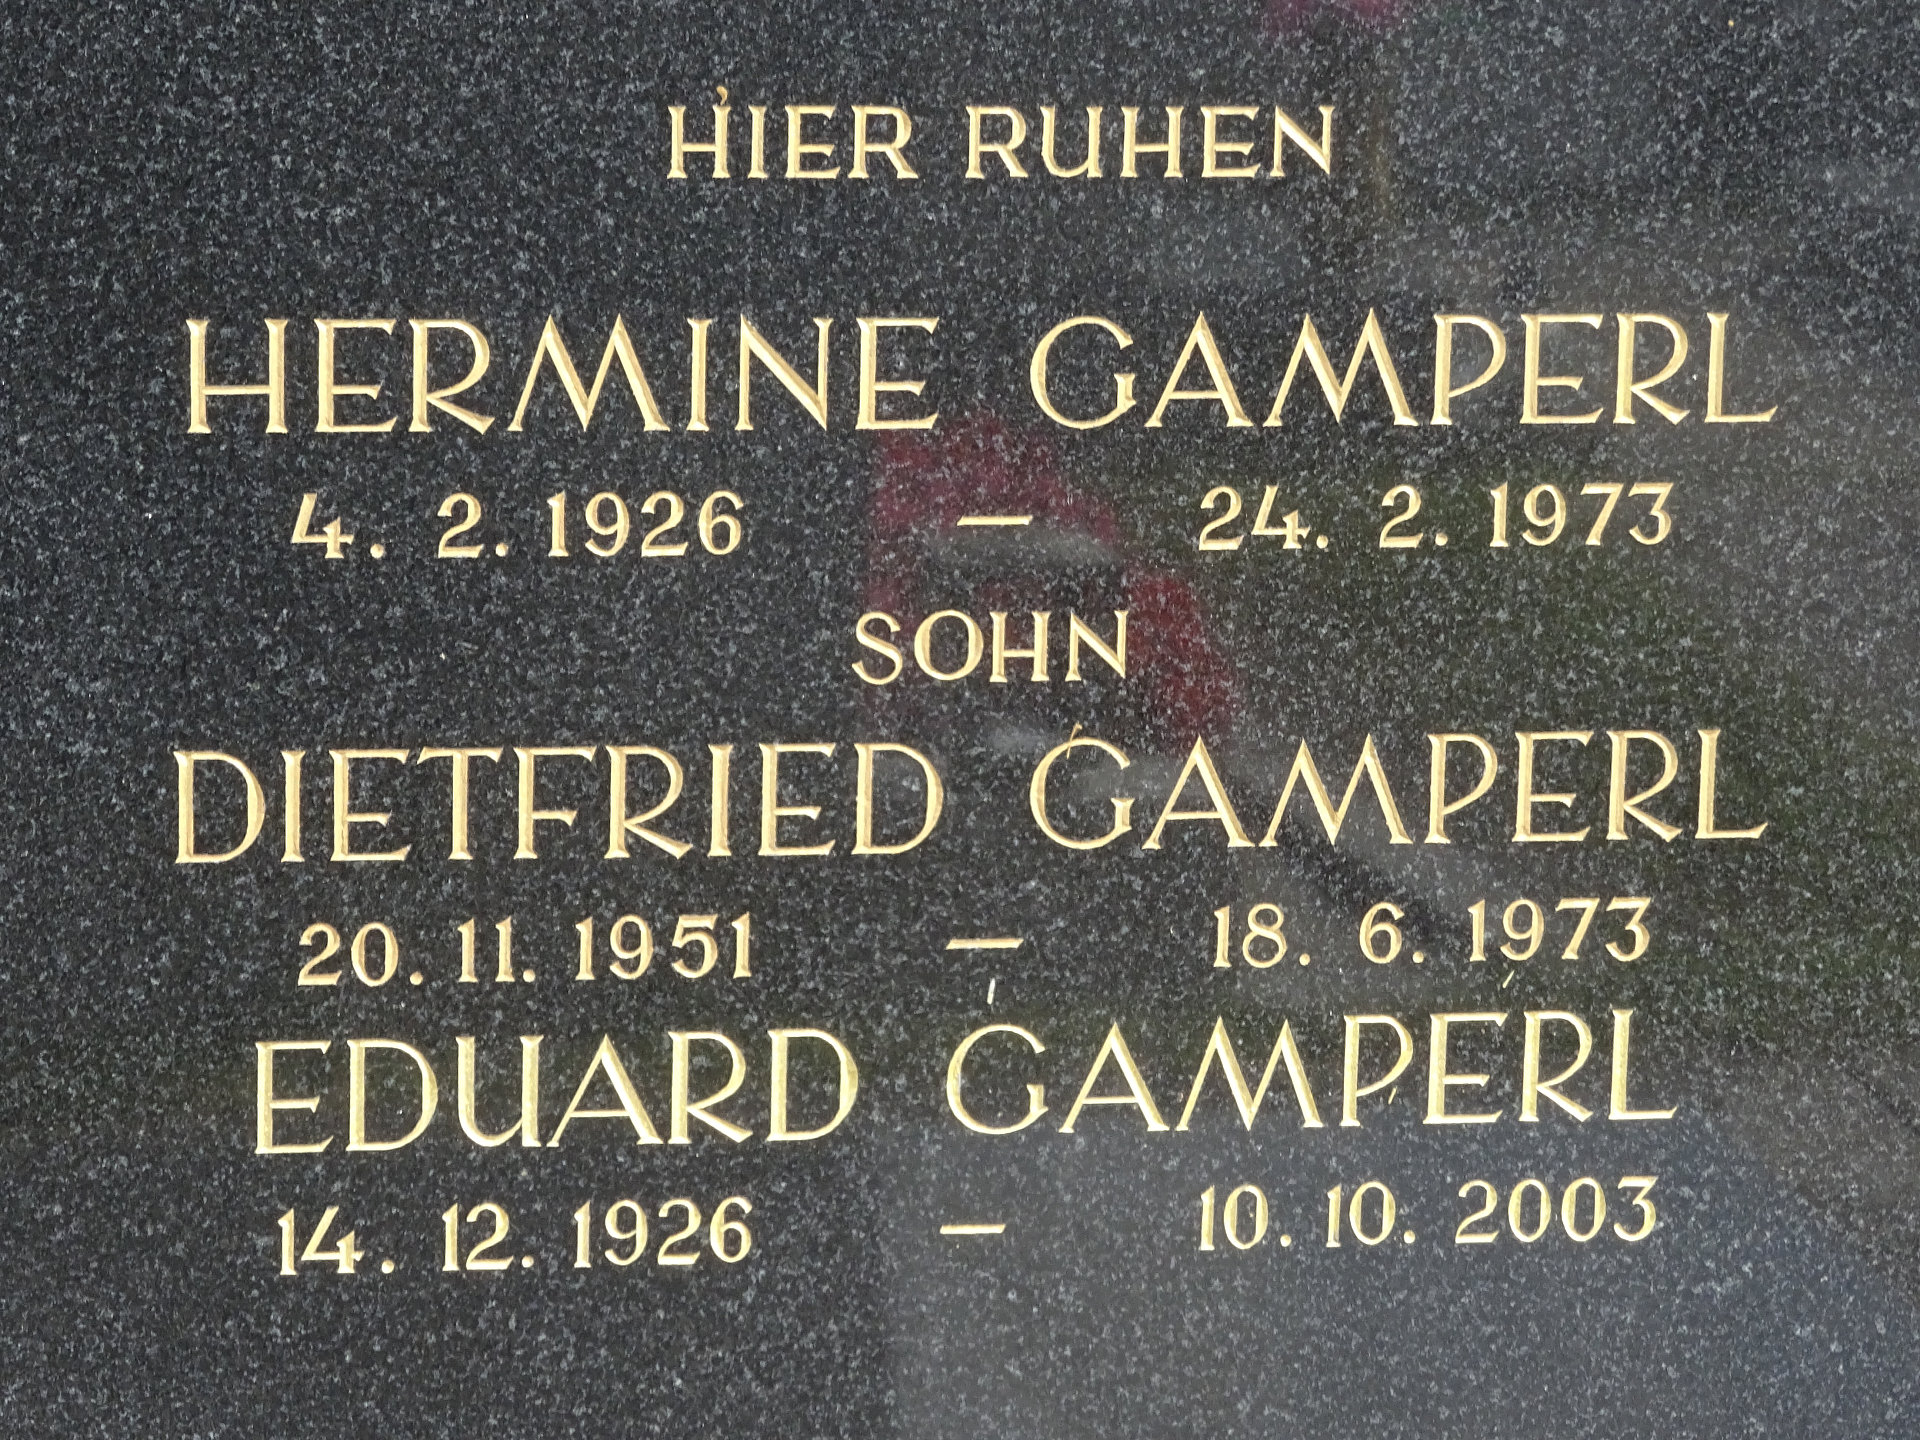 HIER RUHEN
HERMINE GAMPERL
4. 2. 1926 – 24. 2. 1973
SOHN
DIETFRIED GAMPERL
20. 11. 1951 – 18. 6. 1973
EDUARD GAMPERL
14. 12. 1926 – 10. 10. 2003